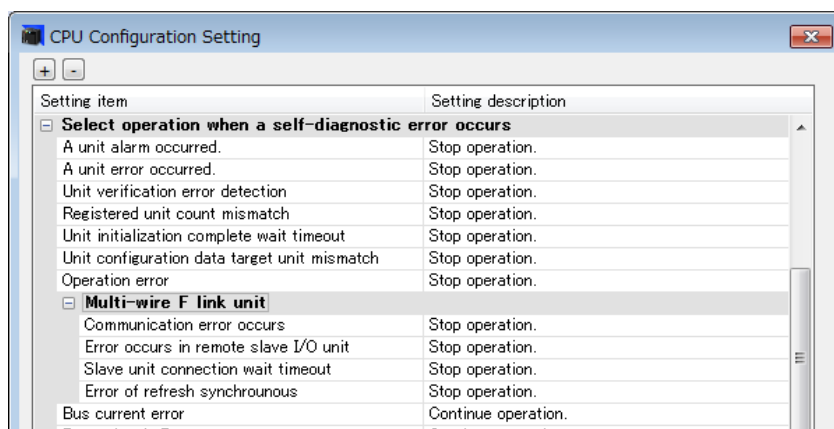 CPU Configuration Setting
+ -
Setting item Setting description
Select operation when a self-diagnostic error occurs
A unit alarm occurred. Stop operation.
A unit error occurred. Stop operation.
Unit verification error detection Stop operation.
Registered unit count mismatch Stop operation.
Unit initialization complete wait timeout Stop operation.
Unit configuration data target unit mismatch Stop operation.
Operation error Stop operation.
Multi-wire F link unit
Communication error occurs Stop operation.
Error occurs in remote slave I/O unit Stop operation.
Slave unit connection wait timeout Stop operation.
Error of refresh synchrounous Stop operation.
Bus current error Continue operation.